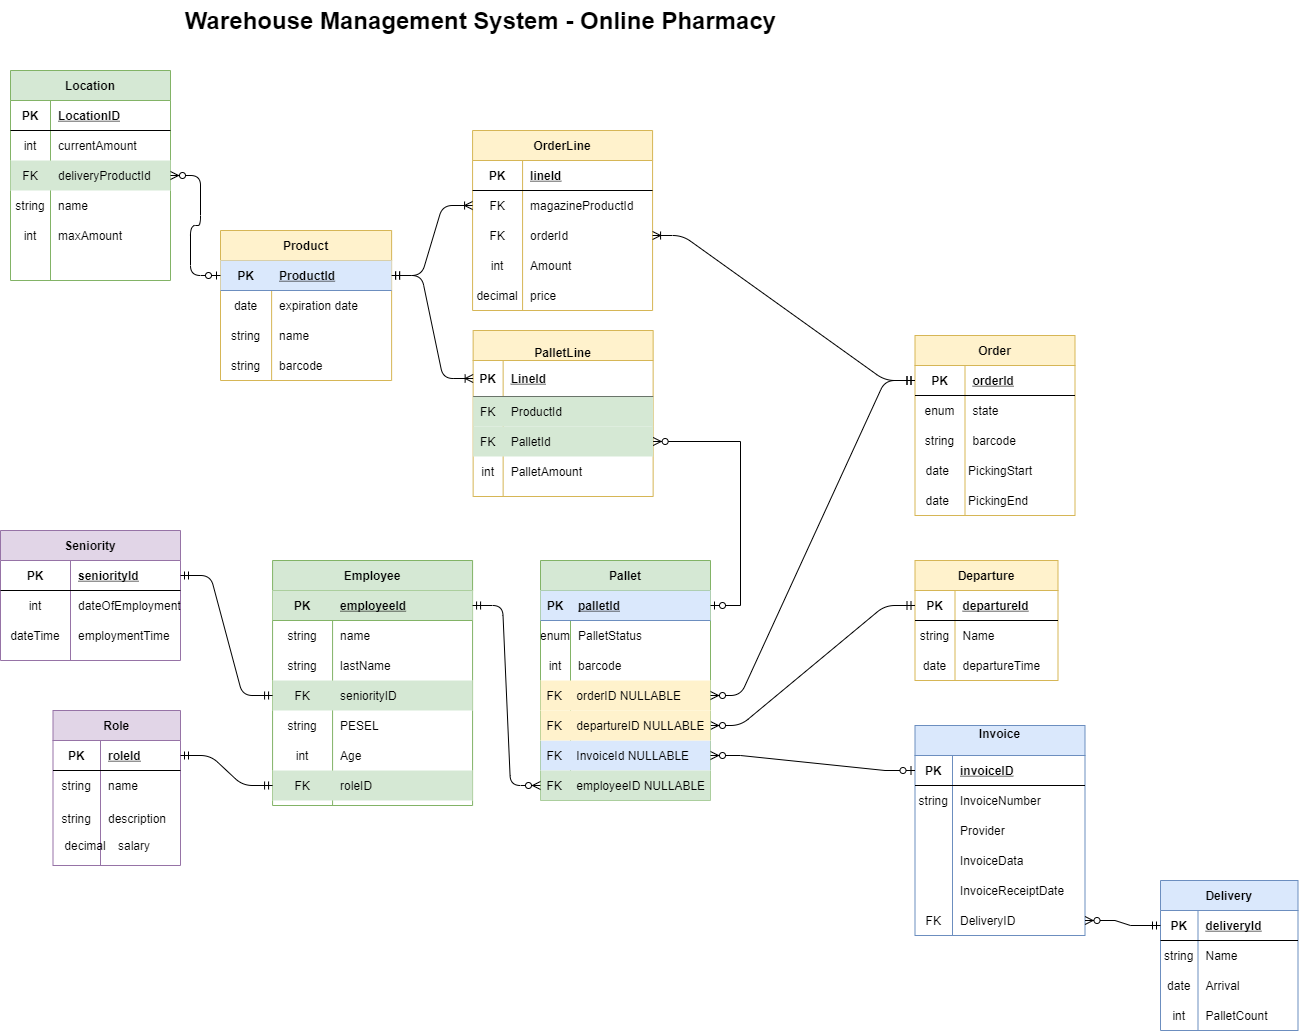 Warehouse Management System - Online Pharmacy
Location
PK LocationID
int currentAmount
FK deliveryProductId
string name
int maxAmount
Product
PK ProductId
date expiration date
string name
string barcode
OrderLine
PK lineId
FK magazineProductId
FK orderId
int Amount
decimal price
PalletLine
PK LineId
FK ProductId
FK PalletId
int PalletAmount
Order
PK orderId
enum state
string barcode
date PickingStart
date PickingEnd
Seniority
PK seniorityId
int dateOfEmployment
dateTime employmentTime
Role
PK roleId
string name
string description
decimal salary
Employee
PK employeeId
string name
string lastName
FK seniorityID
string PESEL
int Age
FK roleID
Pallet
PK palletId
enum PalletStatus
int barcode
FK orderID NULLABLE
FK departureID NULLABLE
FK InvoiceId NULLABLE
FK employeeID NULLABLE
Departure
PK departureId
string Name
date departureTime
Invoice
PK invoiceID
string InvoiceNumber
Provider
InvoiceData
InvoiceReceiptDate
FK DeliveryID
Delivery
PK deliveryId
string Name
date Arrival
int PalletCount